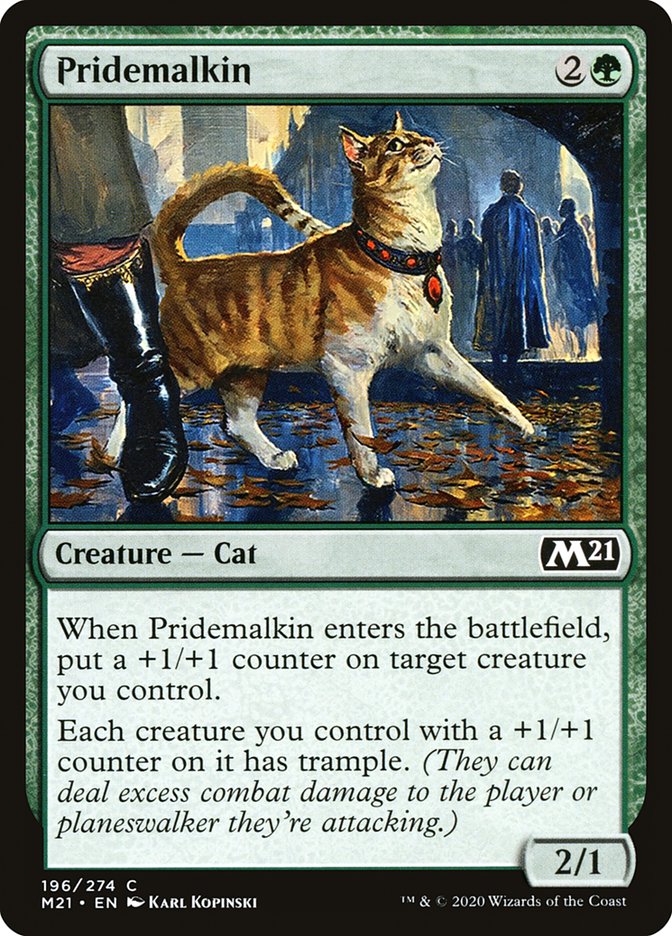 Pridemalkin 2
Creature — Cat M21
When Pridemalkin enters the battlefield,
put a +1/+1 counter on target creature
you control.
Each creature you control with a +1/+1
counter on it has trample. (They can
deal excess combat damage to the player or
planeswalker they're attacking.)
2/1
196/274 C
M21 • EN Karl Kopinski ™ & © 2020 Wizards of the Coast